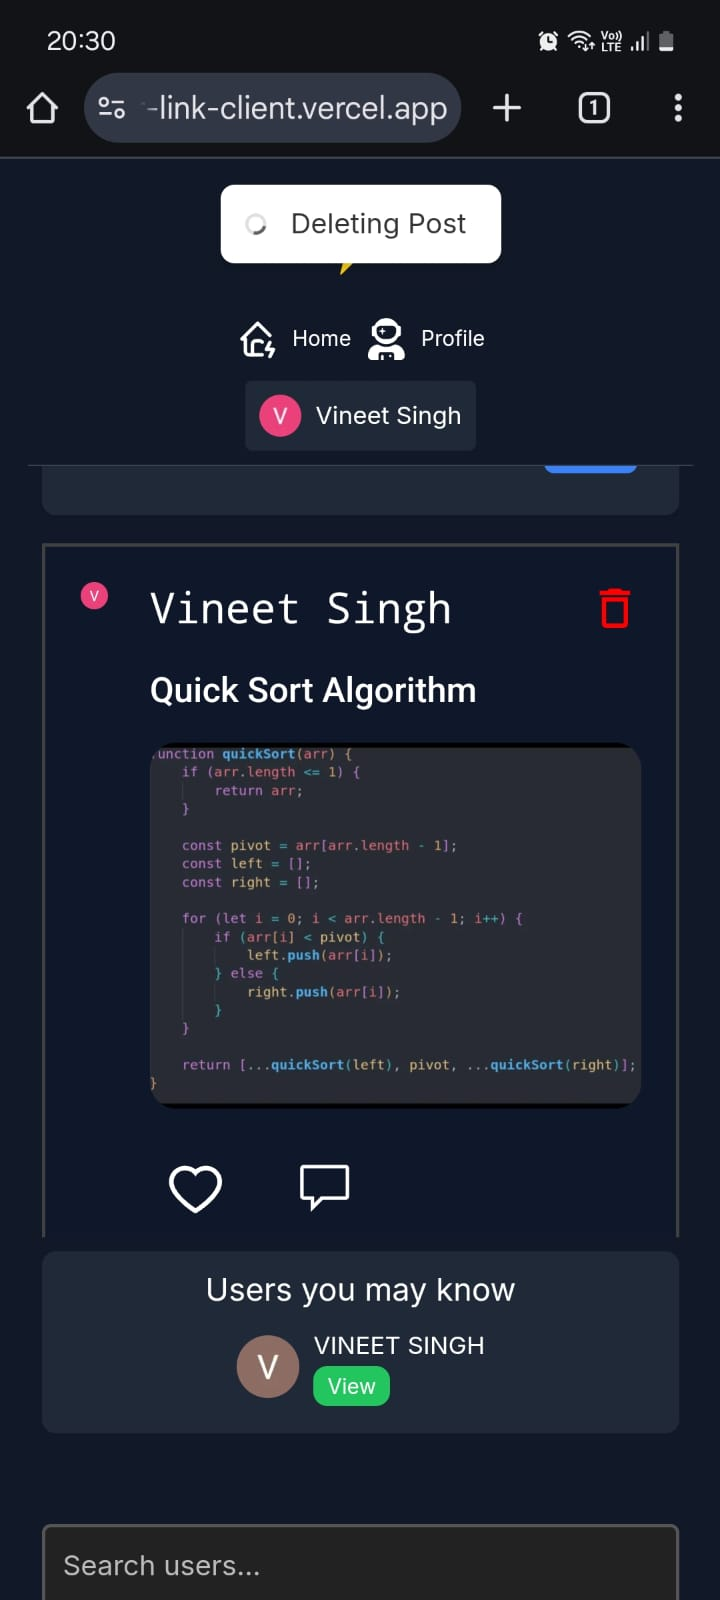 20:30
Vo))
LTE
-link-client.vercel.app
1
Deleting Post
Home
Profile
V
Vineet Singh
V
Vineet Singh
Quick Sort Algorithm
unction quickSort(arr) {
if (arr.length <= 1) {
return arr;
}
const pivot = arr[arr.length - 1];
const left = [];
const right = [];
for (let i = 0; i < arr.length - 1; i++) {
if (arr[i] < pivot) {
left.push(arr[i]);
} else {
right.push(arr[i]);
}
}
return [...quickSort(left), pivot, ...quickSort(right)];
}
Users you may know
V
VINEET SINGH
View
Search users...